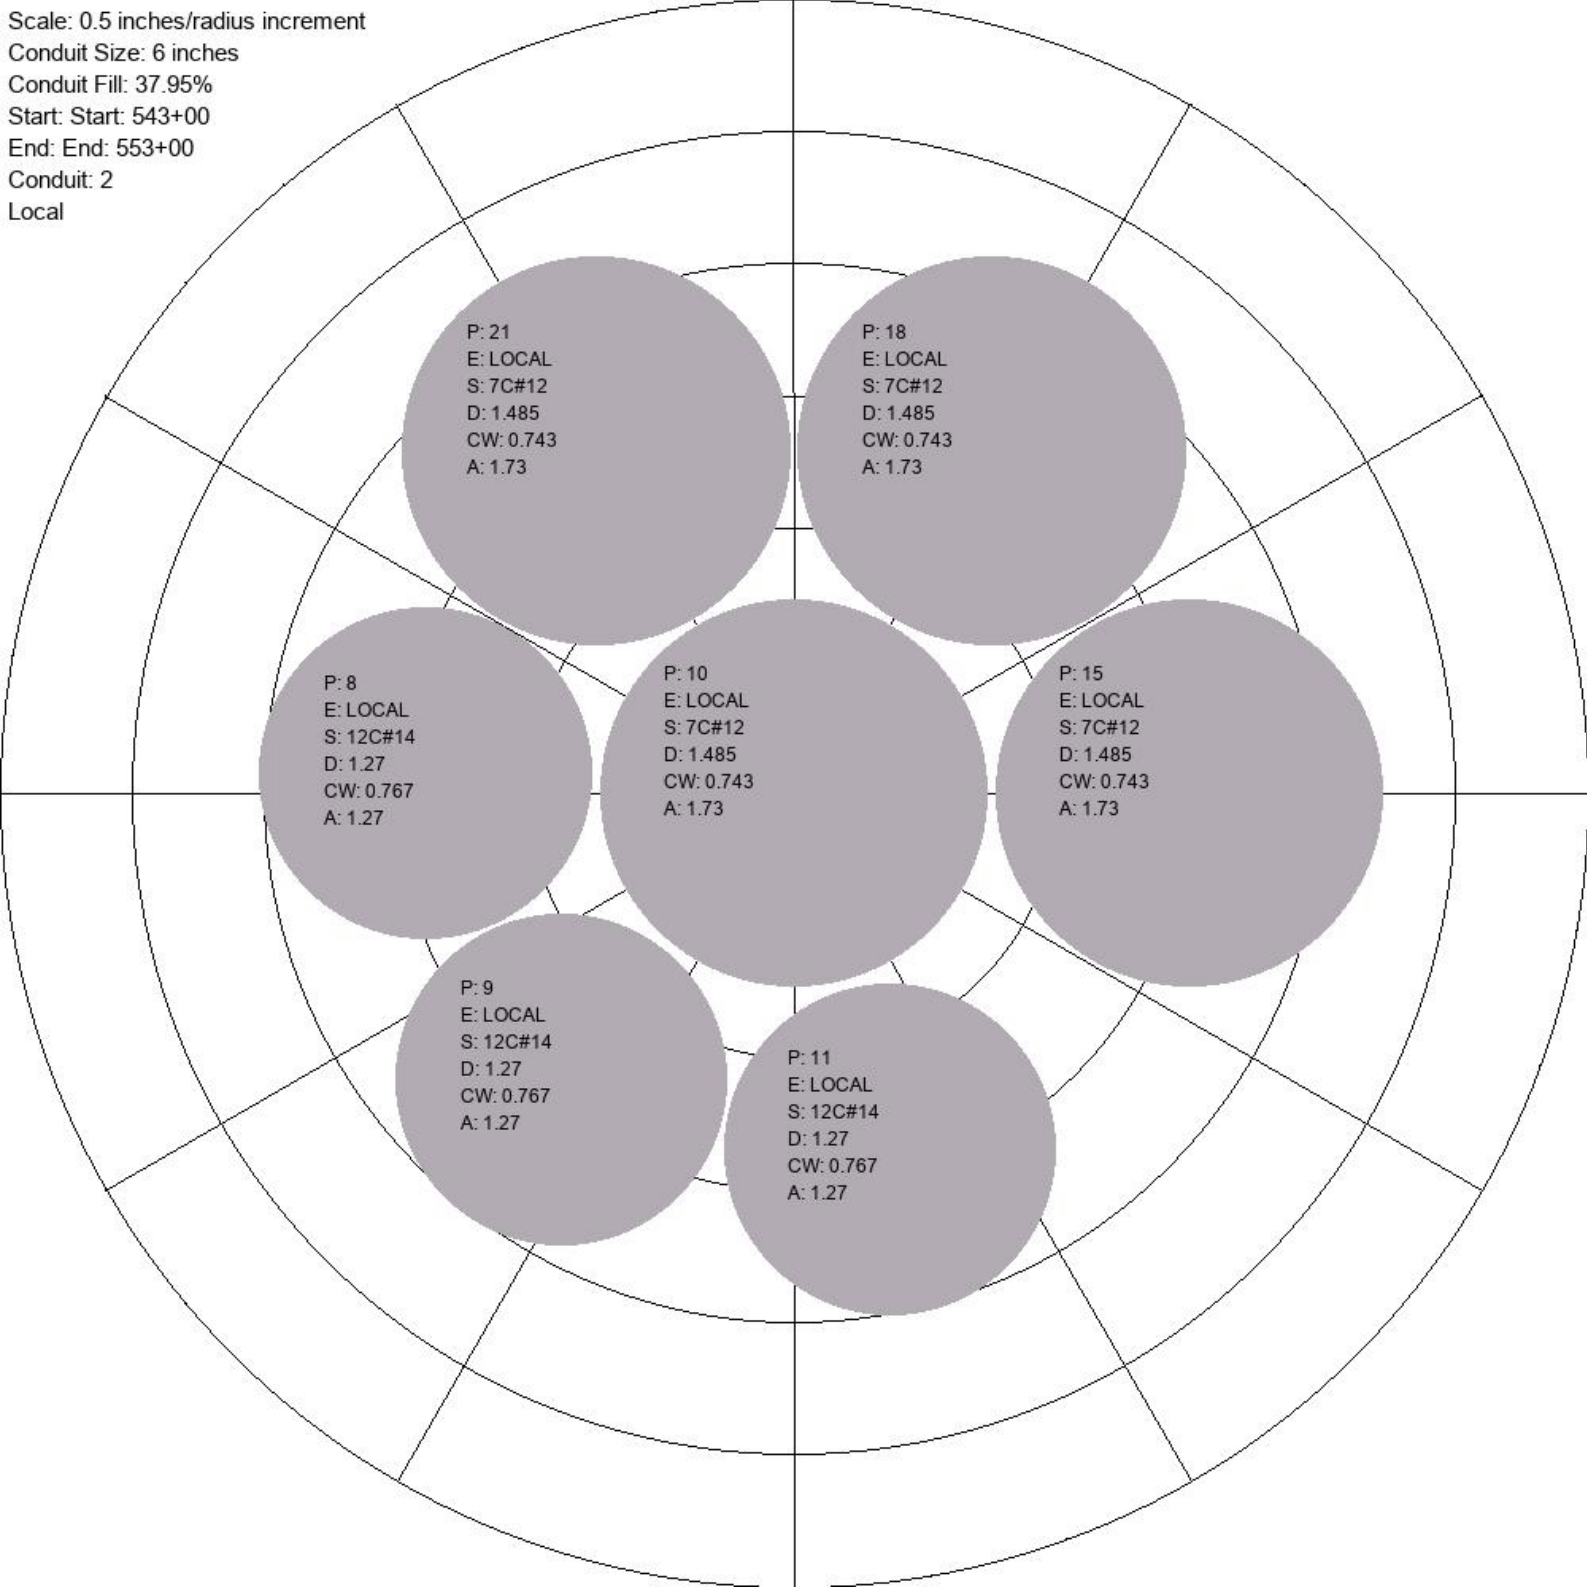 Scale: 0.5 inches/radius increment
Conduit Size: 6 inches
Conduit Fill: 37.95%
Start: Start: 543+00
End: End: 553+00
Conduit: 2
Local
P: 21
E: LOCAL
S: 7C#12
D: 1.485
CW: 0.743
A: 1.73
P: 18
E: LOCAL
S: 7C#12
D: 1.485
CW: 0.743
A: 1.73
P: 8
E: LOCAL
S: 12C#14
D: 1.27
CW: 0.767
A: 1.27
P: 10
E: LOCAL
S: 7C#12
D: 1.485
CW: 0.743
A: 1.73
P: 15
E: LOCAL
S: 7C#12
D: 1.485
CW: 0.743
A: 1.73
P: 9
E: LOCAL
S: 12C#14
D: 1.27
CW: 0.767
A: 1.27
P: 11
E: LOCAL
S: 12C#14
D: 1.27
CW: 0.767
A: 1.27